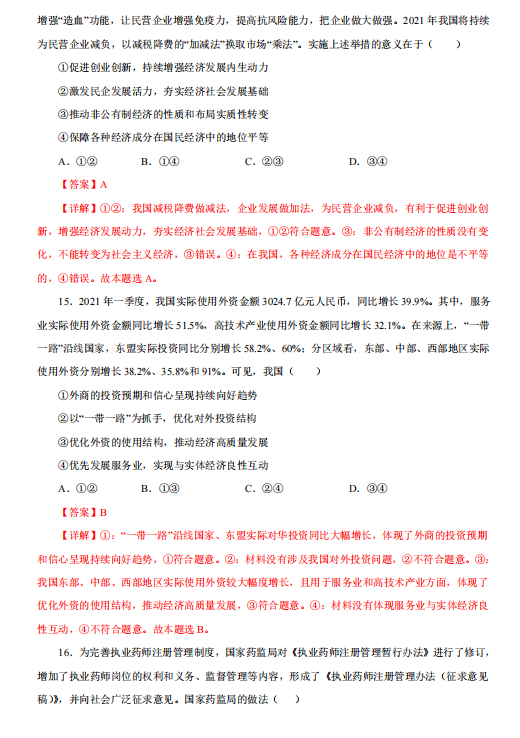 增强“造血”功能，让民营企业增强免疫力，提高抗风险能力，把企业做大做强。2021 年我国将持续
为民营企业减负，以减税降费的“加减法”换取市场“乘法”。实施上述举措的意义在于（　　）
①促进创业创新，持续增强经济发展内生动力
②激发民企发展活力，夯实经济社会发展基础
③推动非公有制经济的性质和布局实质性转变
④保障各种经济成分在国民经济中的地位平等
A．①② B．①④ C．②③ D．③④
【答案】A
【详解】①②：我国减税降费做减法，企业发展做加法，为民营企业减负，有利于促进创业创
新，增强经济发展动力，夯实经济社会发展基础，①②符合题意。③：非公有制经济的性质没有变
化，不能转变为社会主义经济，③错误。④：在我国，各种经济成分在国民经济中的地位是不平等
的，④错误。故本题选 A。
15．2021 年一季度，我国实际使用外资金额 3024.7 亿元人民币，同比增长 39.9%。其中，服务
业实际使用外资金额同比增长 51.5%，高技术产业使用外资金额同比增长 32.1%。在来源上，“一带
一路”沿线国家，东盟实际投资同比分别增长 58.2%、60%；分区域看，东部、中部、西部地区实际
使用外资分别增长 38.2%、35.8%和 91%。可见，我国（　　）
①外商的投资预期和信心呈现持续向好趋势
②以“一带一路”为抓手，优化对外投资结构
③优化外资的使用结构，推动经济高质量发展
④优先发展服务业，实现与实体经济良性互动
A．①② B．①③ C．②④ D．③④
【答案】B
【详解】①：“一带一路”沿线国家、东盟实际对华投资同比大幅增长，体现了外商的投资预期
和信心呈现持续向好趋势，①符合题意。②：材料没有涉及我国对外投资问题，②不符合题意。③：
我国东部、中部、西部地区实际使用外资较大幅度增长，且用于服务业和高技术产业方面，体现了
优化外资的使用结构，推动经济高质量发展，③符合题意。④：材料没有体现服务业与实体经济良
性互动，④不符合题意。故本题选 B。
16．为完善执业药师注册管理制度，国家药监局对《执业药师注册管理暂行办法》进行了修订，
增加了执业药师岗位的权利和义务、监督管理等内容，形成了《执业药师注册管理办法（征求意见
稿）》，并向社会广泛征求意见。国家药监局的做法（　　）